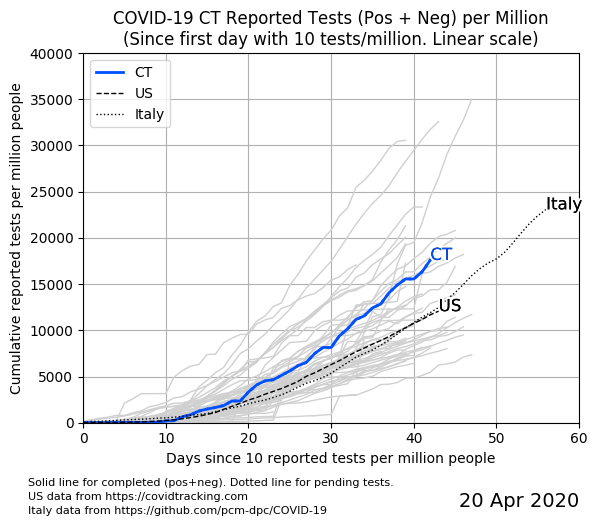 COVID-19 CT Reported Tests (Pos + Neg) per Million
(Since first day with 10 tests/million. Linear scale)
Cumulative reported tests per million people
40000
35000
30000
25000
20000
15000
10000
5000
0
CT
US
Italy
Italy
CT
US
0 10 20 30 40 50 60
Days since 10 reported tests per million people
Solid line for completed (pos+neg). Dotted line for pending tests.
US data from https://covidtracking.com
Italy data from https://github.com/pcm-dpc/COVID-19
20 Apr 2020